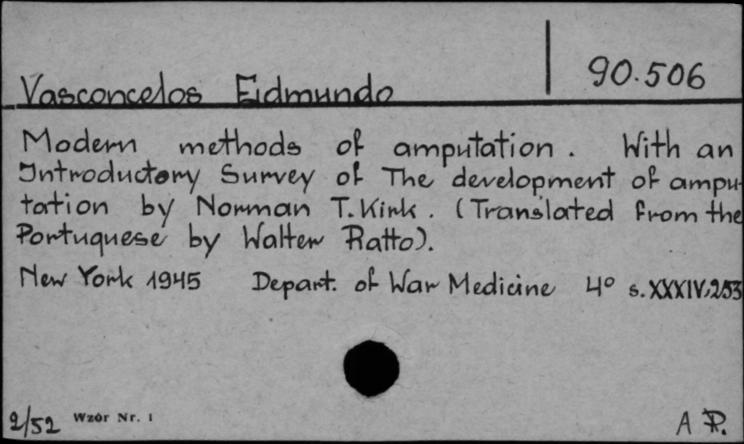 90.506
Vasconcelos Eidmundo
Modern methods of amputation. With an
Introductory Survey of The development of ampu-
tation by Norman T. Kirk. (Translated from the
Portuguese by Walter Ratto).
New York 1945 Depart. of War Medicine 4° s. XXXIV, 253
2/52 Wzór Nr. 1 A P.